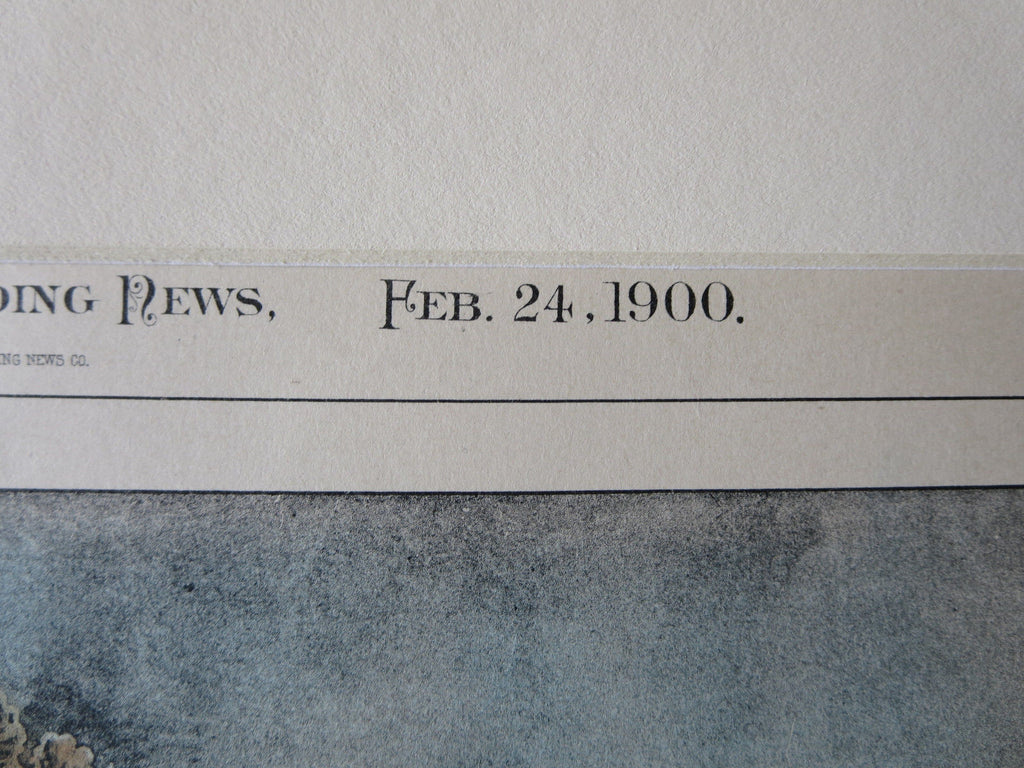 DING NEWS, FEB. 24, 1900.
NG NEWS CO.